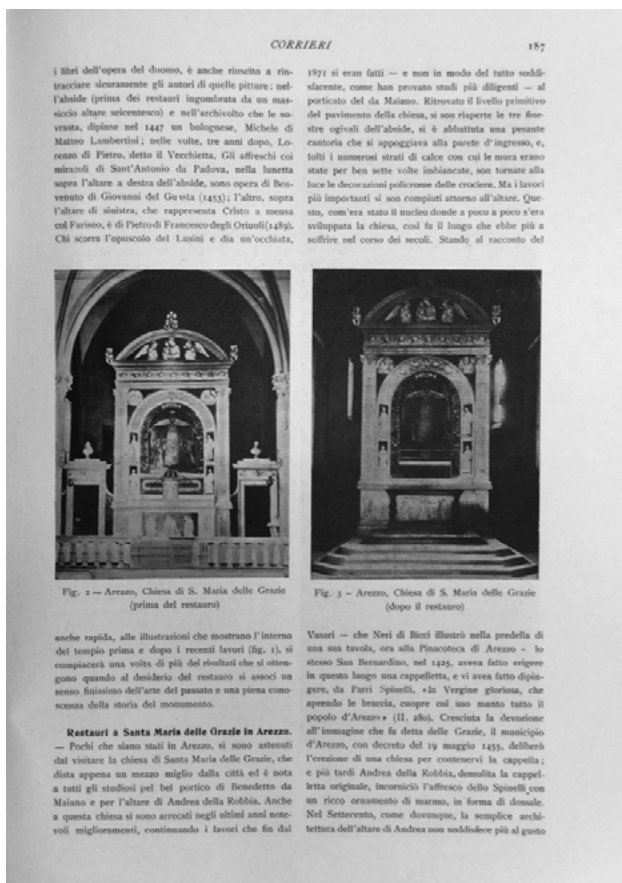 CORRIERI
187
i libri dell'opera del duomo, è anche riuscito a rin-
tracciare sicuramente gli autori di quelle pitture: nel-
l'abside (prima dei restauri ingombrata da un mas-
siccio altare seicentesco) e nell'archivolto che le so-
vrasta, dipinse nel 1447 un bolognese, Michele di
Matteo Lambertini; nelle volte, tre anni dopo, Lo-
renzo di Pietro, detto il Vecchietta. Gli affreschi coi
miracoli di Sant'Antonio da Padova, nella lunetta
sopra l'altare a destra dell'abside, sono opera di Ben-
venuto di Giovanni del Guasta (1453); l'altro, sopra
l'altare di sinistra, che rappresenta Cristo a mensa
col Fariseo, è di Pietro di Francesco degli Oriuoli (1489).
Chi scorra l'opuscolo del Lusini e dia un'occhiata,
Fig. 2 — Arezzo, Chiesa di S. Maria delle Grazie
(prima del restauro)
anche rapida, alle illustrazioni che mostrano l'interno
del tempio prima e dopo i recenti lavori (fig. 1), si
compiacerà una volta di più dei risultati che si otten-
gono quando al desiderio del restauro si associ un
senso finissimo dell'arte del passato e una piena cono-
scenza della storia del monumento.
Restauri a Santa Maria delle Grazie in Arezzo.
— Pochi che siano stati in Arezzo, si sono astenuti
dal visitare la chiesa di Santa Maria delle Grazie, che
dista appena un mezzo miglio dalla città ed è nota
a tutti gli studiosi pel bel portico di Benedetto da
Maiano e per l'altare di Andrea della Robbia. Anche
a questa chiesa si sono arrecati negli ultimi anni note-
voli miglioramenti, continuando i lavori che fin dal
1871 si eran fatti — e non in modo del tutto soddi-
sfacente, come han provato studi più diligenti — al
porticato del da Maiano. Ritrovato il livello primitivo
del pavimento della chiesa, si son riaperte le tre fine-
stre ogivali dell'abside, si è abbattuta una pesante
cantoria che si appoggiava alla parete d'ingresso, e,
tolti i numerosi strati di calce con cui le mura erano
state per ben sette volte imbiancate, son tornate alla
luce le decorazioni policrome delle crociere. Ma i lavori
più importanti si son compiuti attorno all'altare. Que-
sto, com'era stato il nucleo donde a poco a poco s'era
sviluppata la chiesa, così fu il luogo che ebbe più a
soffrire nel corso dei secoli. Stando al racconto del
Fig. 3 - Arezzo, Chiesa di S. Maria delle Grazie
(dopo il restauro)
Vasari — che Neri di Bicci illustrò nella predella di
una sua tavola, ora alla Pinacoteca di Arezzo - lo
stesso San Bernardino, nel 1425, aveva fatto erigere
in questo luogo una cappelletta, e vi avea fatto dipin-
gere, da Parri Spinelli, «la Vergine gloriosa, che
aprendo le braccia, cuopre col suo manto tutto il
popolo d'Arezzo» (II, 280). Cresciuta la devozione
all'immagine che fu detta delle Grazie, il municipio
d'Arezzo, con decreto del 19 maggio 1455, deliberò
l'erezione di una chiesa per contenervi la cappella;
e più tardi Andrea della Robbia, demolita la cappel-
letta originale, incorniciò l'affresco dello Spinelli con
un ricco ornamento di marmo, in forma di dossale.
Nel Settecento, come dovunque, la semplice archi-
tettura dell'altare di Andrea non soddisfece più al gusto